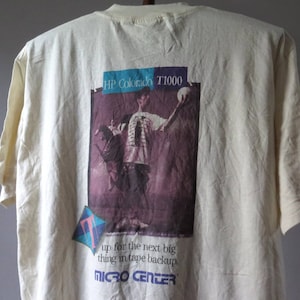 HP Colorado T1000
T
up for the next big
thing in tape backup.
MICRO CENTER